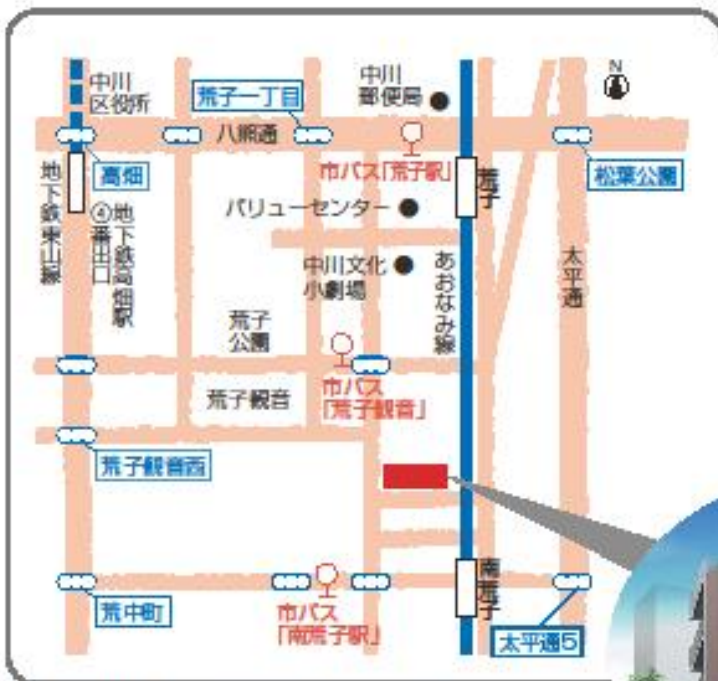 中川
区役所
荒子一丁目
中川
郵便局
N
八熊通
高畑
市バス「荒子駅」
荒子
松葉公園
地下鉄東山線
地下鉄高畑駅
④番出口
バリューセンター
中川文化
小劇場
あおなみ線
太平通
荒子
公園
市バス
「荒子観音」
荒子観音
荒子観音西
荒中町
市バス
「南荒子駅」
南荒子
太平通5